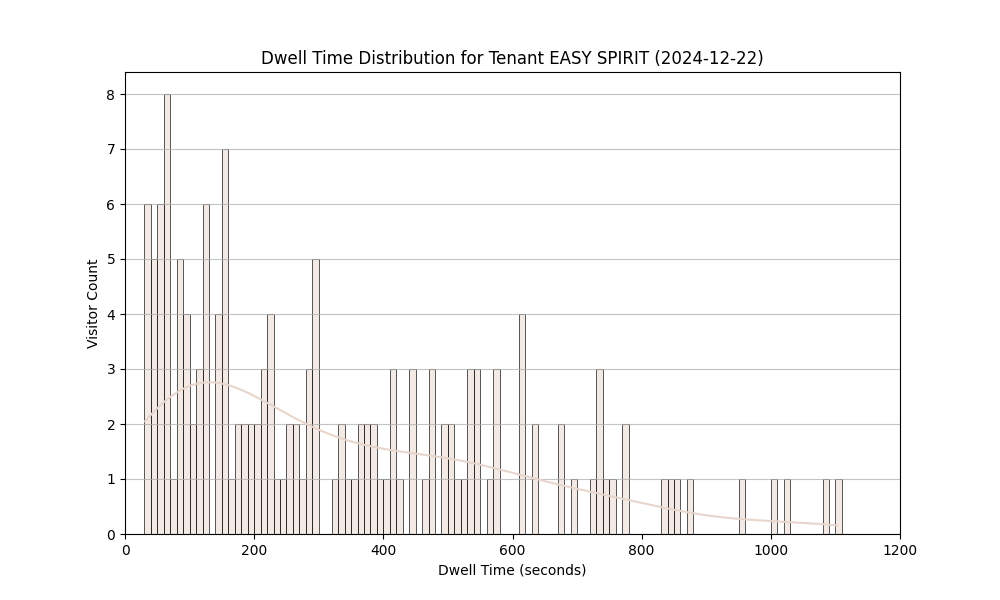 Dwell Time Distribution for Tenant EASY SPIRIT (2024-12-22)
8
7
6
5
4
3
2
1
0
Visitor Count
0 200 400 600 800 1000 1200
Dwell Time (seconds)